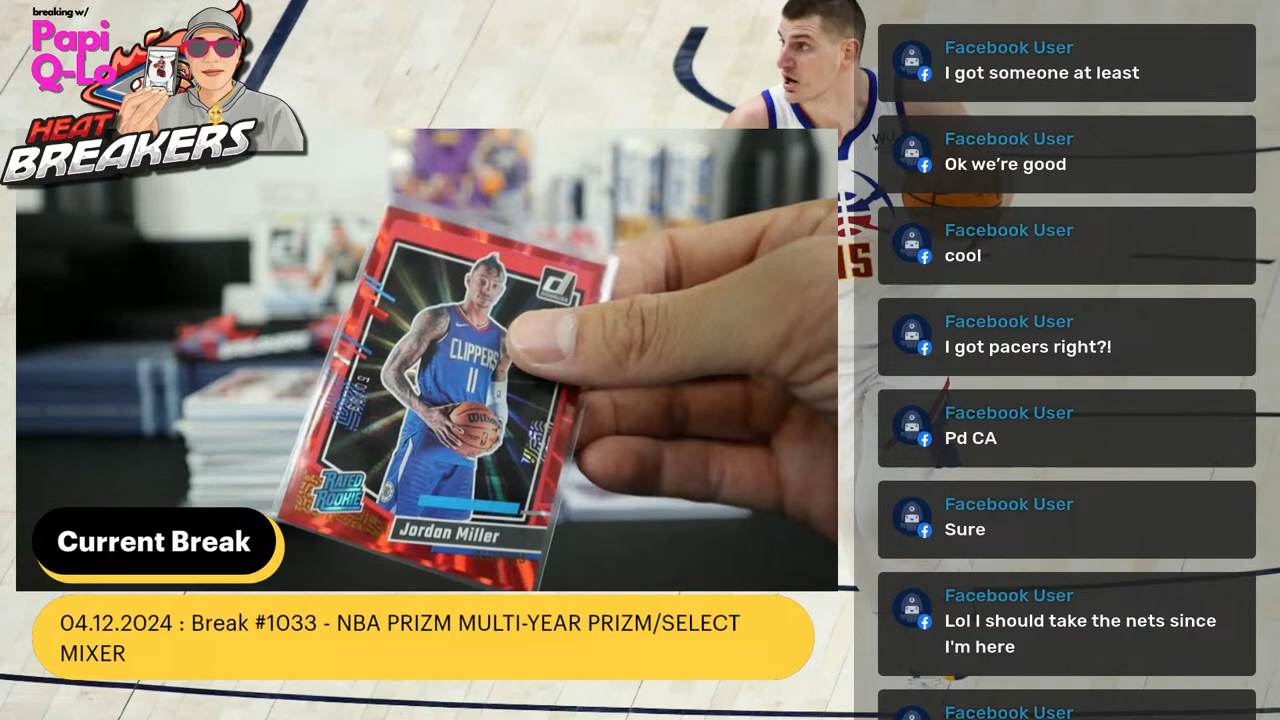 breaking w/
Papi
Q-Lo
HEAT
BREAKERS
CLIPPERS
11
RATED
ROOKIE
Jordan Miller
Current Break
04.12.2024 : Break #1033 - NBA PRIZM MULTI-YEAR PRIZM/SELECT
MIXER
Facebook User
I got someone at least
Facebook User
Ok we’re good
Facebook User
cool
Facebook User
I got pacers right?!
Facebook User
Pd CA
Facebook User
Sure
Facebook User
Lol I should take the nets since
I'm here
Facebook User
15